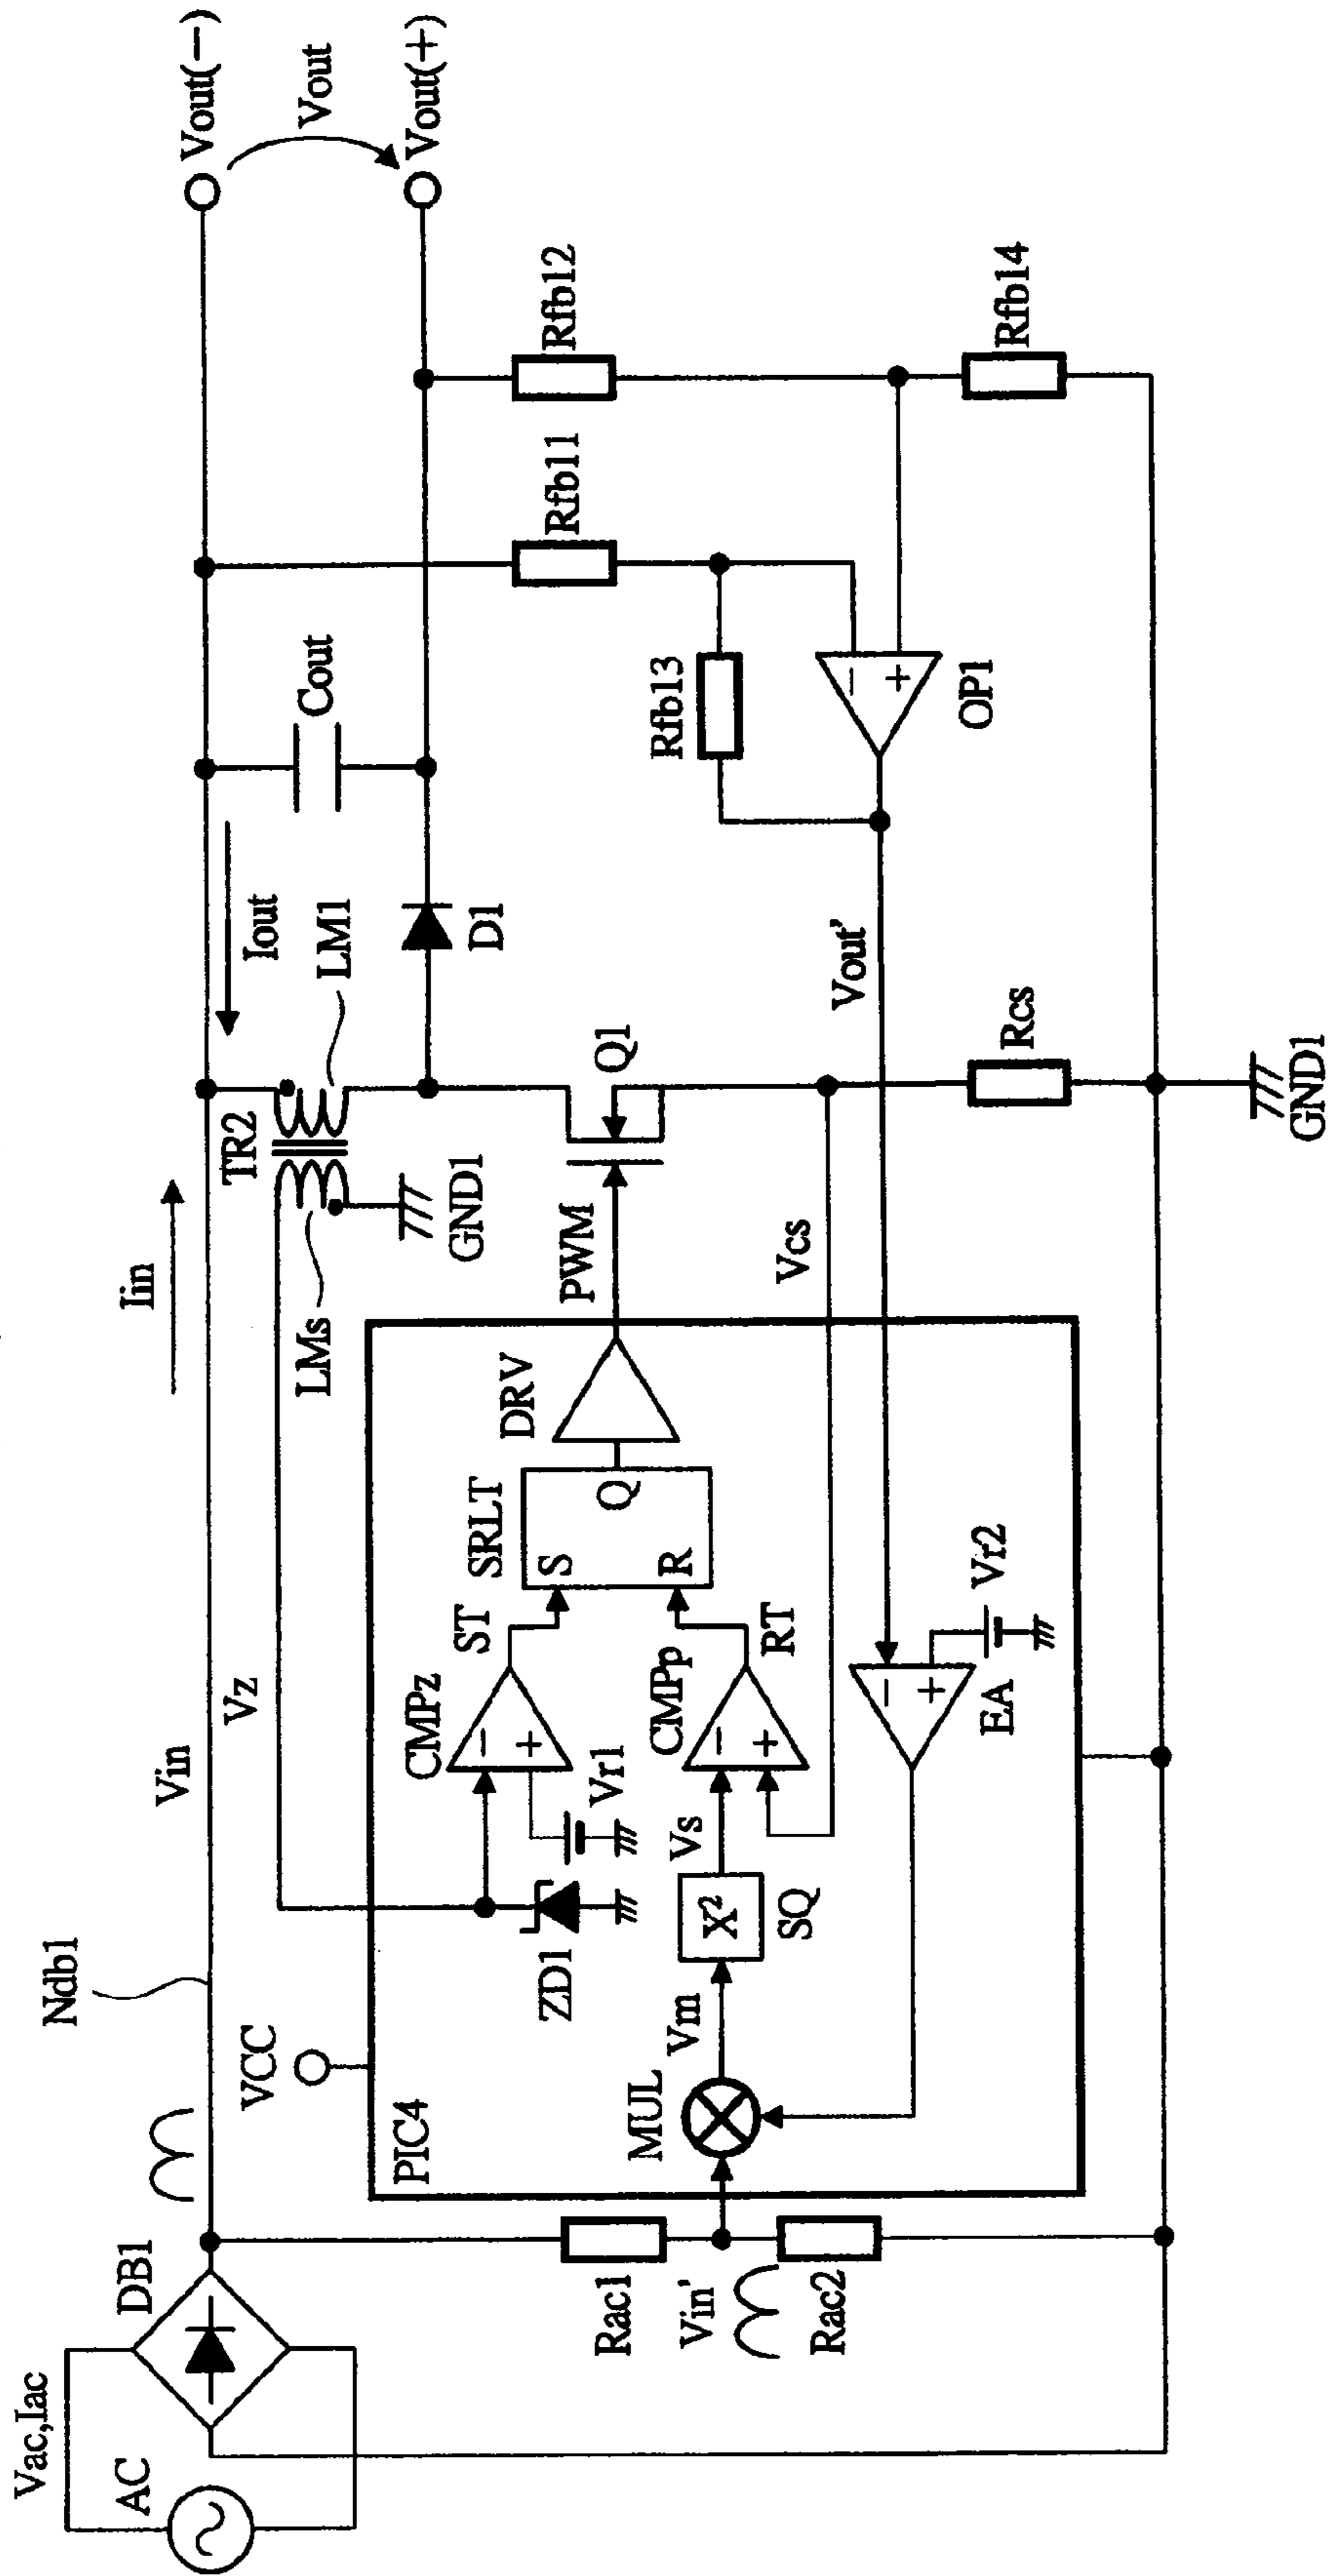 Vac,Iac
AC
DB1
Ndb1
Vin
Iin
Vout(−)
Vout
Vout(+)
VCC
Vz
LMs
TR2
LM1
Iout
Cout
GND1
D1
PIC4
CMPz
−
+
Vr1
ZD1
ST
SRLT
S
Q
R
DRV
PWM
Q1
Rfb11
Rfb12
Rfb13
Rac1
Vin'
Rac2
MUL
Vm
X²
SQ
Vs
CMPp
−
+
RT
Vcs
Vout'
−
+
OP1
Rfb14
−
+
EA
Vr2
Rcs
GND1